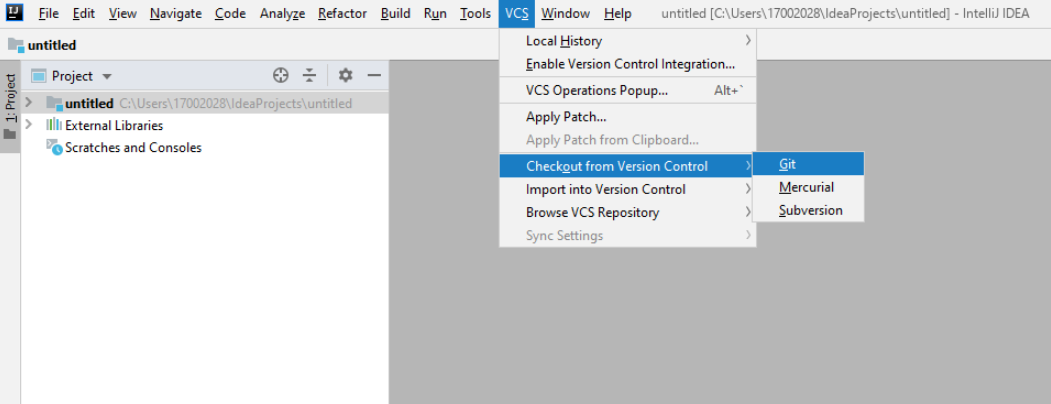 IJ File Edit View Navigate Code Analyze Refactor Build Run Tools VCS Window Help untitled [C:\Users\17002028\IdeaProjects\untitled] - IntelliJ IDEA
untitled
Local History
Enable Version Control Integration...
1: Project
Project
untitled C:\Users\17002028\IdeaProjects\untitled
External Libraries
Scratches and Consoles
VCS Operations Popup... Alt+`
Apply Patch...
Apply Patch from Clipboard...
Checkout from Version Control
Import into Version Control
Browse VCS Repository
Sync Settings
Git
Mercurial
Subversion